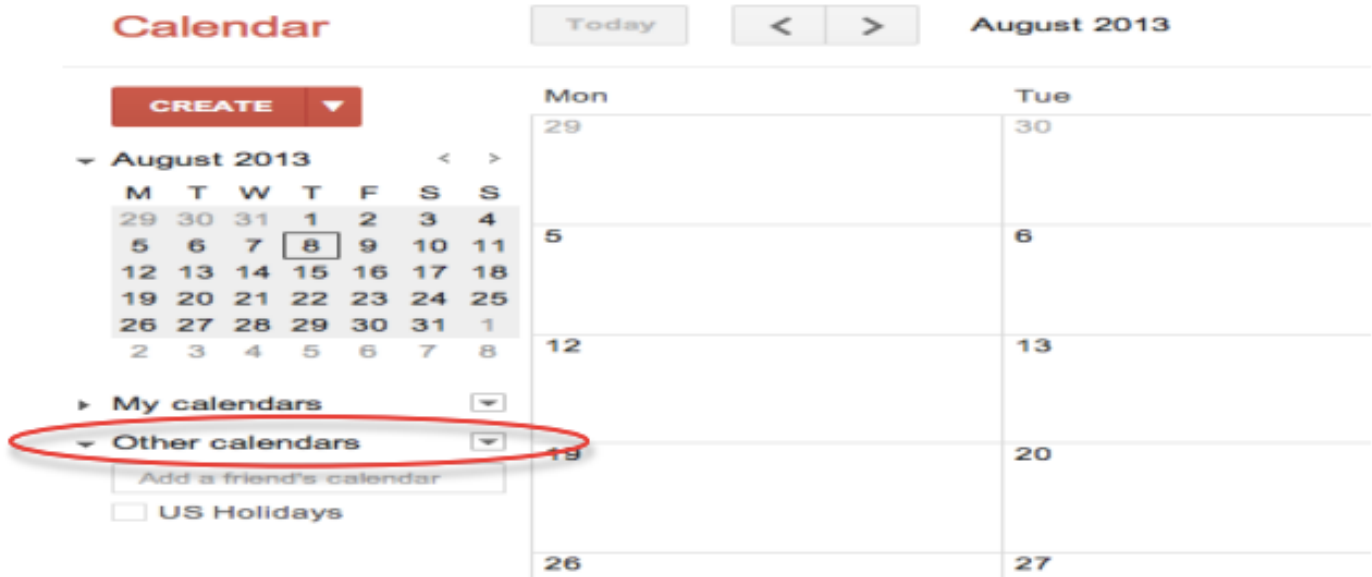 Calendar
Today < > August 2013
CREATE
August 2013 < >
M T W T F S S
29 30 31 1 2 3 4
5 6 7 8 9 10 11
12 13 14 15 16 17 18
19 20 21 22 23 24 25
26 27 28 29 30 31 1
2 3 4 5 6 7 8
My calendars
Other calendars
Add a friend's calendar
US Holidays
Mon Tue
29 30
5 6
12 13
19 20
26 27